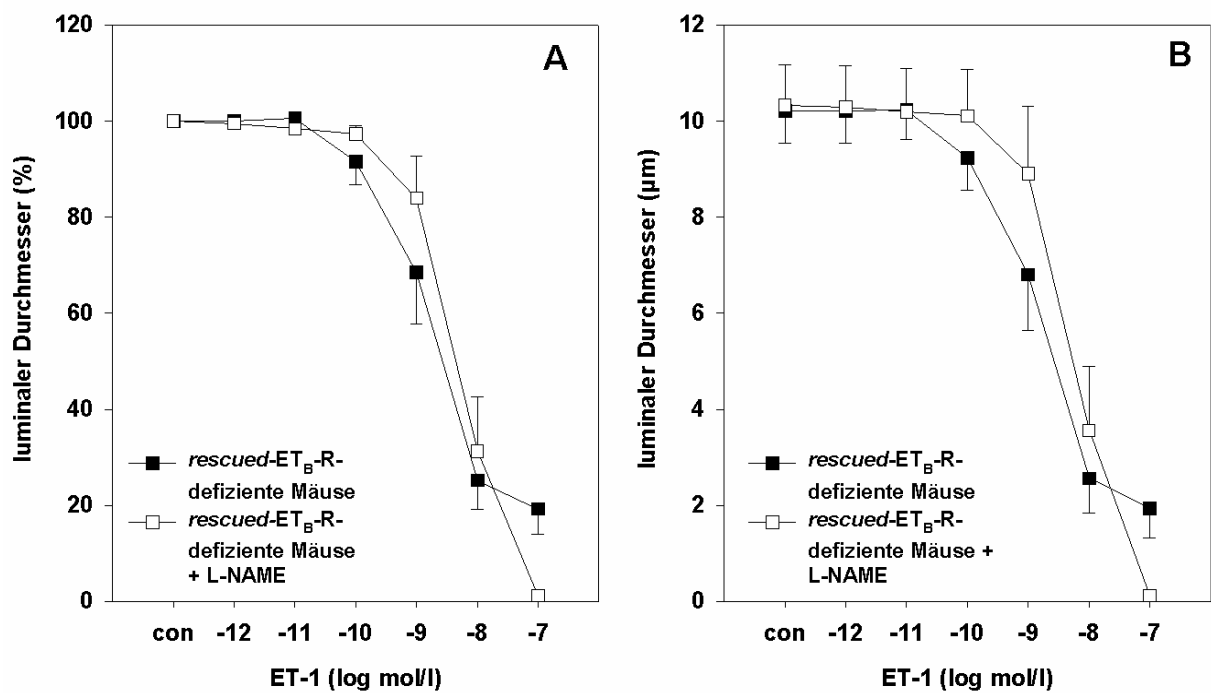 A
luminaler Durchmesser (%)
120
100
80
60
40
20
0
rescued-ETB-R-
defiziente Mäuse
rescued-ETB-R-
defiziente Mäuse
+ L-NAME
con -12 -11 -10 -9 -8 -7
ET-1 (log mol/l)
B
luminaler Durchmesser (µm)
12
10
8
6
4
2
0
rescued-ETB-R-
defiziente Mäuse
rescued-ETB-R-
defiziente Mäuse +
L-NAME
con -12 -11 -10 -9 -8 -7
ET-1 (log mol/l)